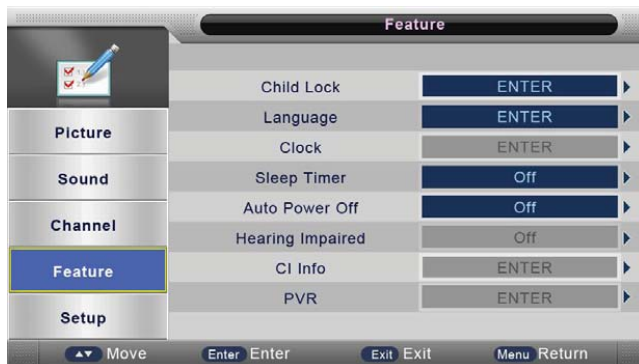 Feature
Child Lock ENTER
Language ENTER
Clock ENTER
Sleep Timer Off
Auto Power Off Off
Hearing Impaired Off
CI Info ENTER
PVR ENTER
Picture
Sound
Channel
Feature
Setup
Move Enter Enter Exit Exit Menu Return